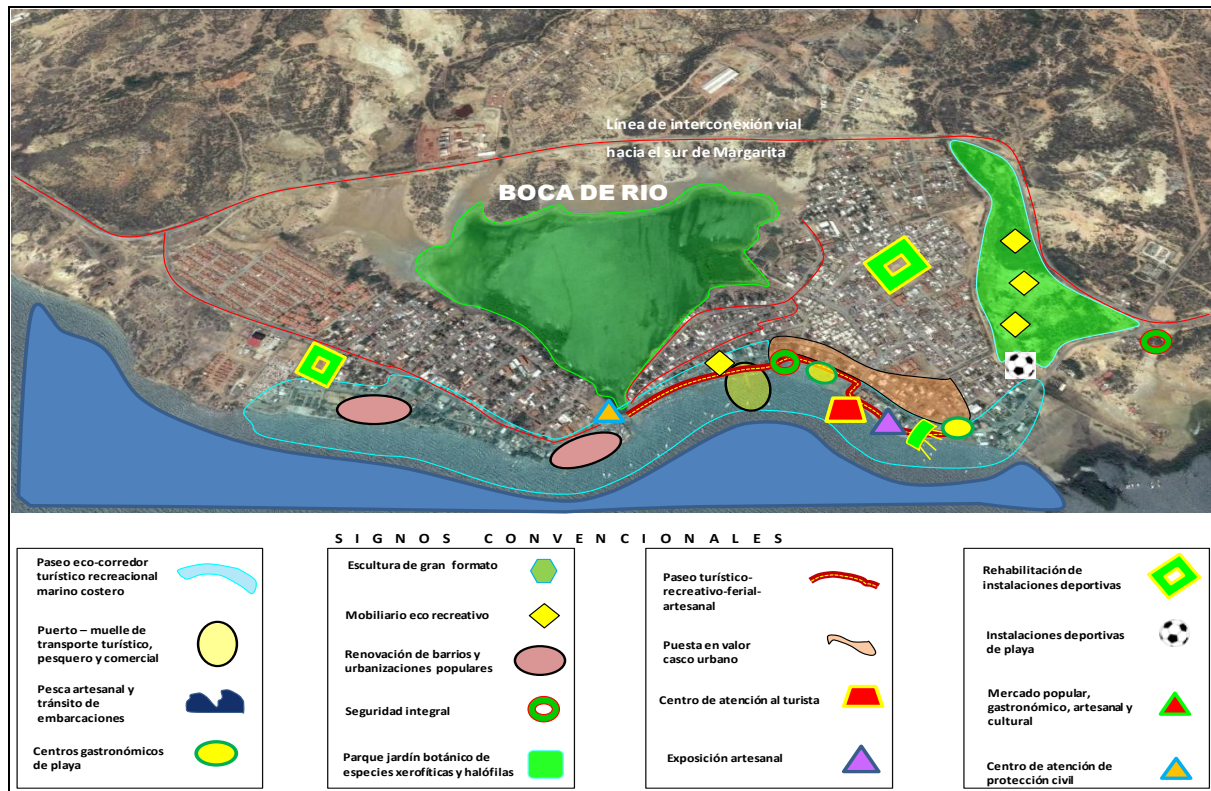 Línea de interconexión vial
hacia el sur de Márgarita
BOCA DE RIO
SIGNOS CONVENCIONALES
Paseo eco-corredor
turístico recreacional
marino costero
Puerto – muelle de
transporte turístico,
pesquero y comercial
Pesca artesanal y
tránsito de
embarcaciones
Centros gastronómicos
de playa
Escultura de gran formato
Mobiliario eco recreativo
Renovación de barrios y
urbanizaciones populares
Seguridad integral
Parque jardín botánico de
especies xerofíticas y halófilas
Paseo turístico-
recreativo-ferial-
artesanal
Puesta en valor
casco urbano
Centro de atención al turista
Exposición artesanal
Rehabilitación de
instalaciones deportivas
Instalaciones deportivas
de playa
Mercado popular,
gastronómico, artesanal y
cultural
Centro de atención de
protección civil